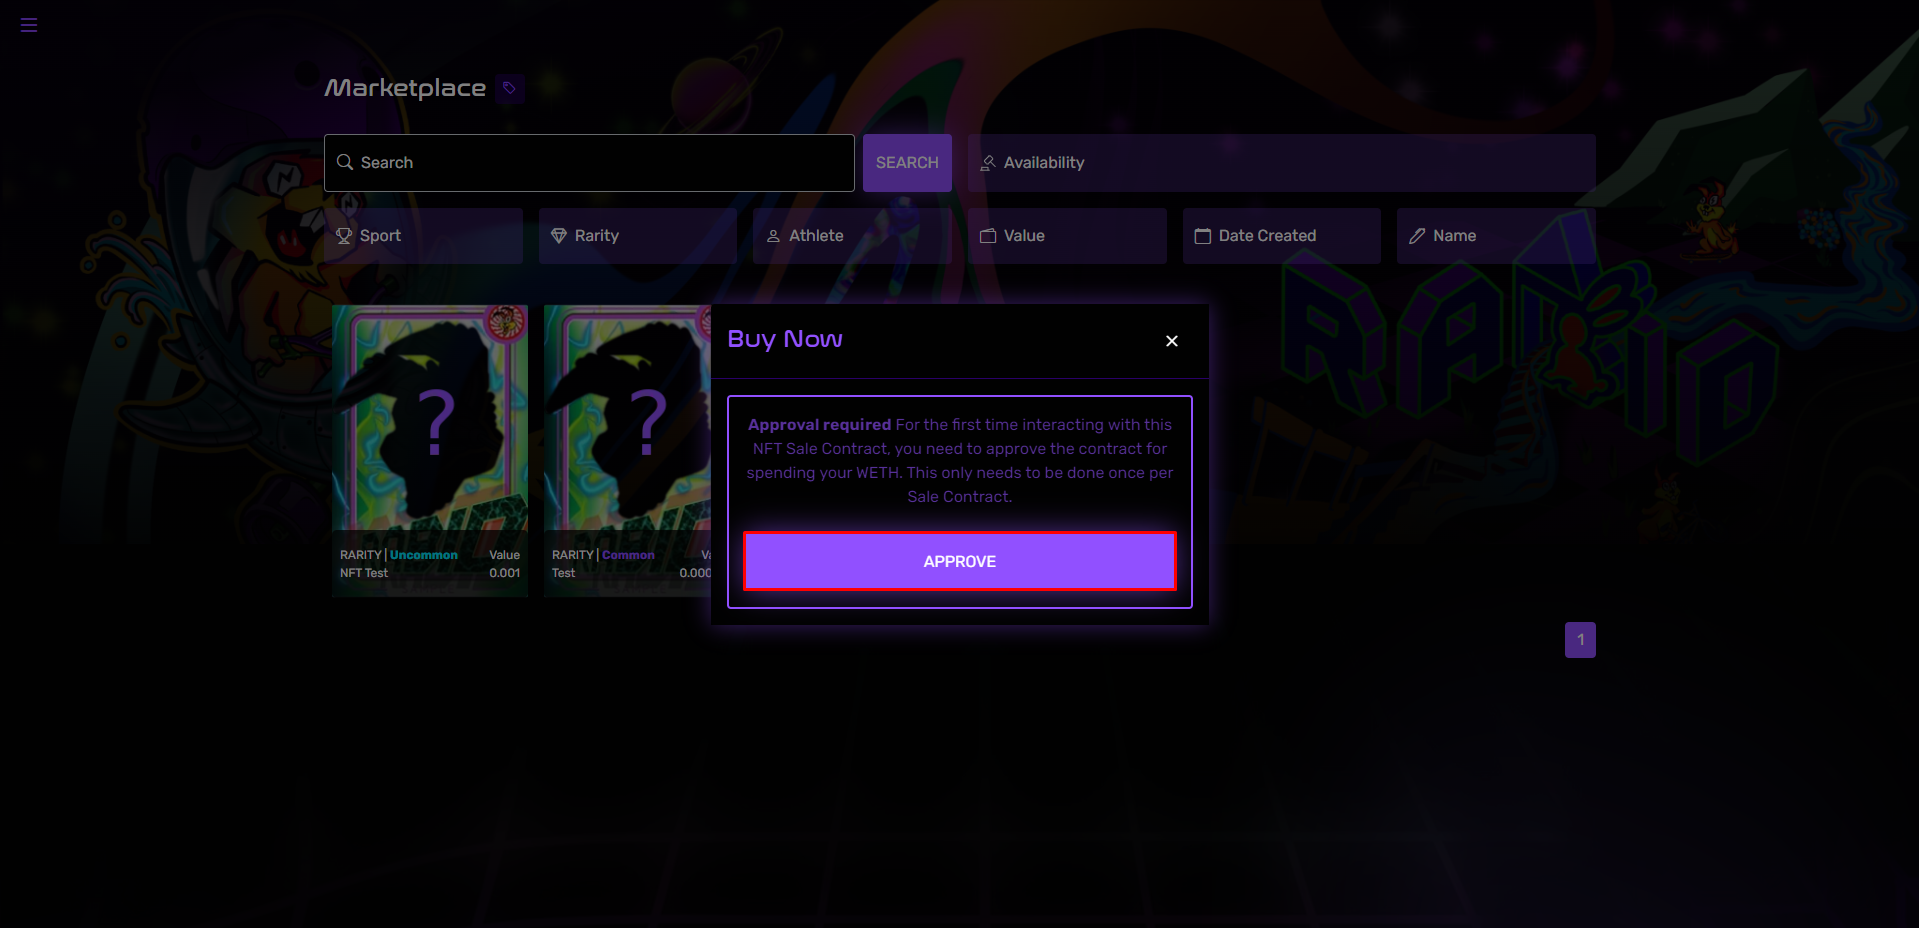 Marketplace
Search
SEARCH
Availability
Sport
Rarity
Athlete
Value
Date Created
Name
RAD
?
?
RARITY | Uncommon
Value
NFT Test
0.001
RARITY | Common
Test
0.000
Buy Now
Approval required For the first time interacting with this
NFT Sale Contract, you need to approve the contract for
spending your WETH. This only needs to be done once per
Sale Contract.
APPROVE
1